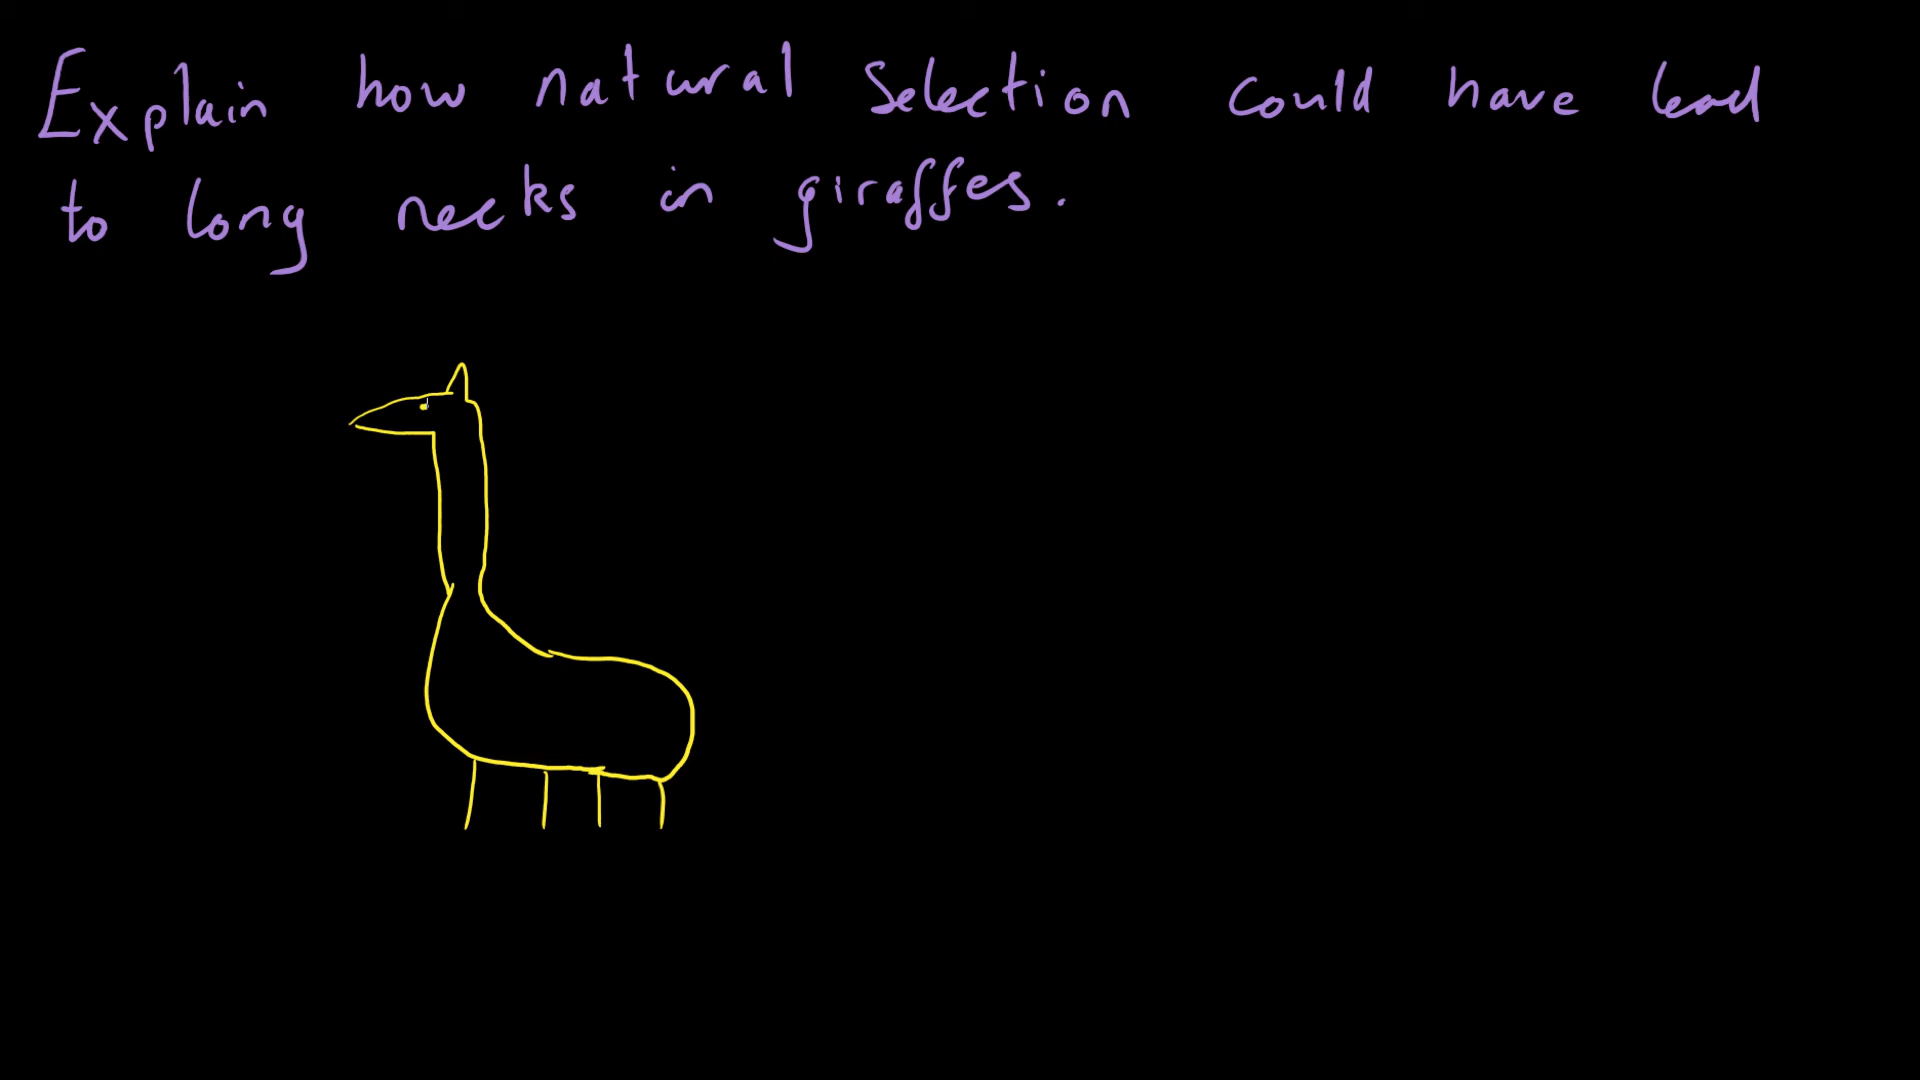 Explain how natural selection could have lead
to long necks in giraffes.